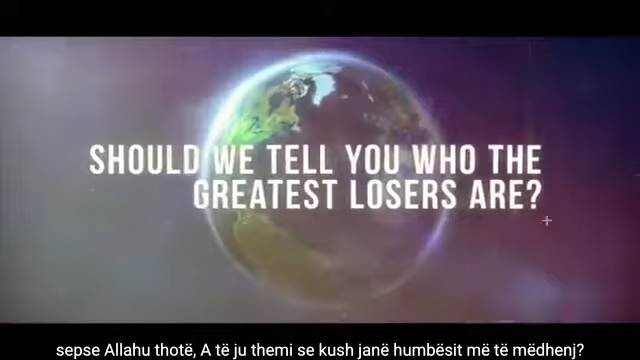 SHOULD WE TELL YOU WHO THE
GREATEST LOSERS ARE?
sepse Allahu thotë, A të ju themi se kush janë humbësit më të mëdhenj?